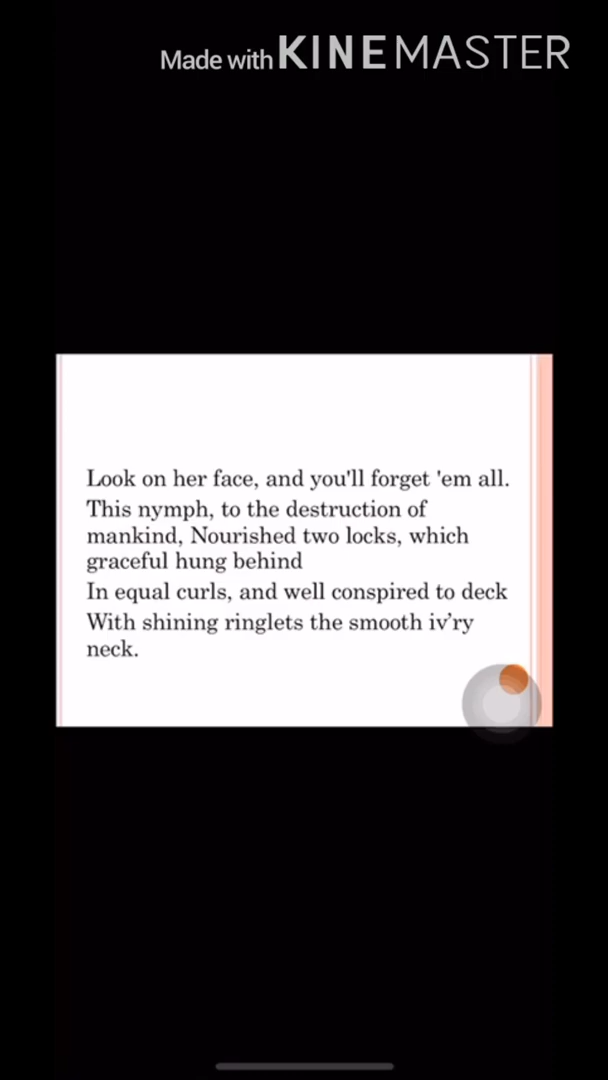 Made with KINEMASTER
Look on her face, and you'll forget 'em all.
This nymph, to the destruction of
mankind, Nourished two locks, which
graceful hung behind
In equal curls, and well conspired to deck
With shining ringlets the smooth iv’ry
neck.